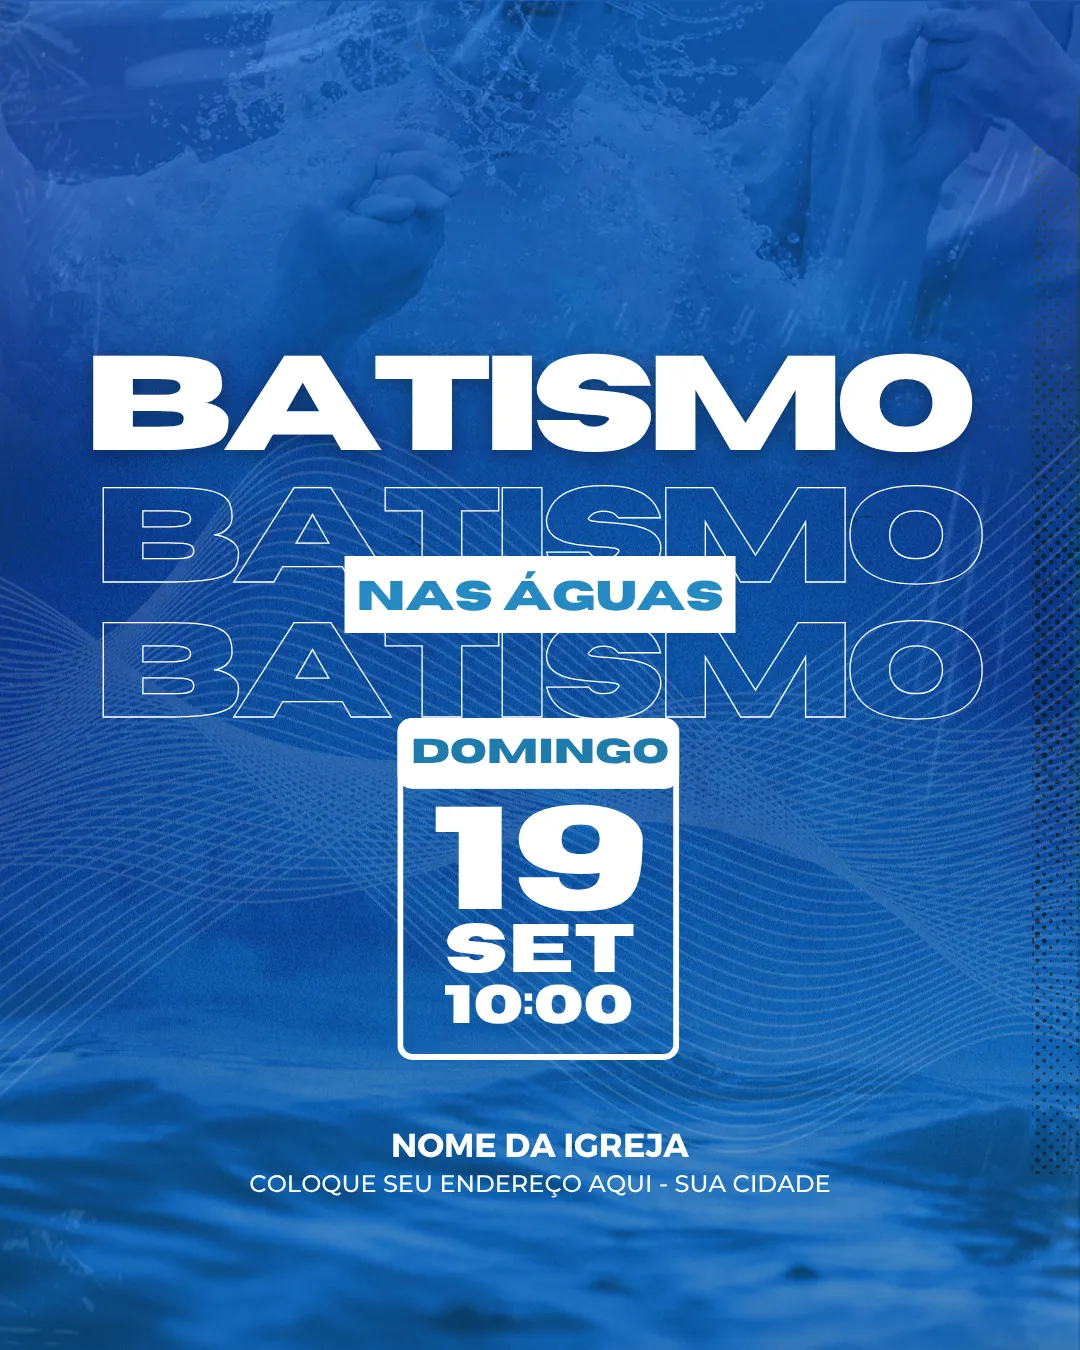 BATISMO
BATISMO
NAS ÁGUAS
BATISMO
DOMINGO
19
SET
10:00
NOME DA IGREJA
COLOQUE SEU ENDEREÇO AQUI - SUA CIDADE